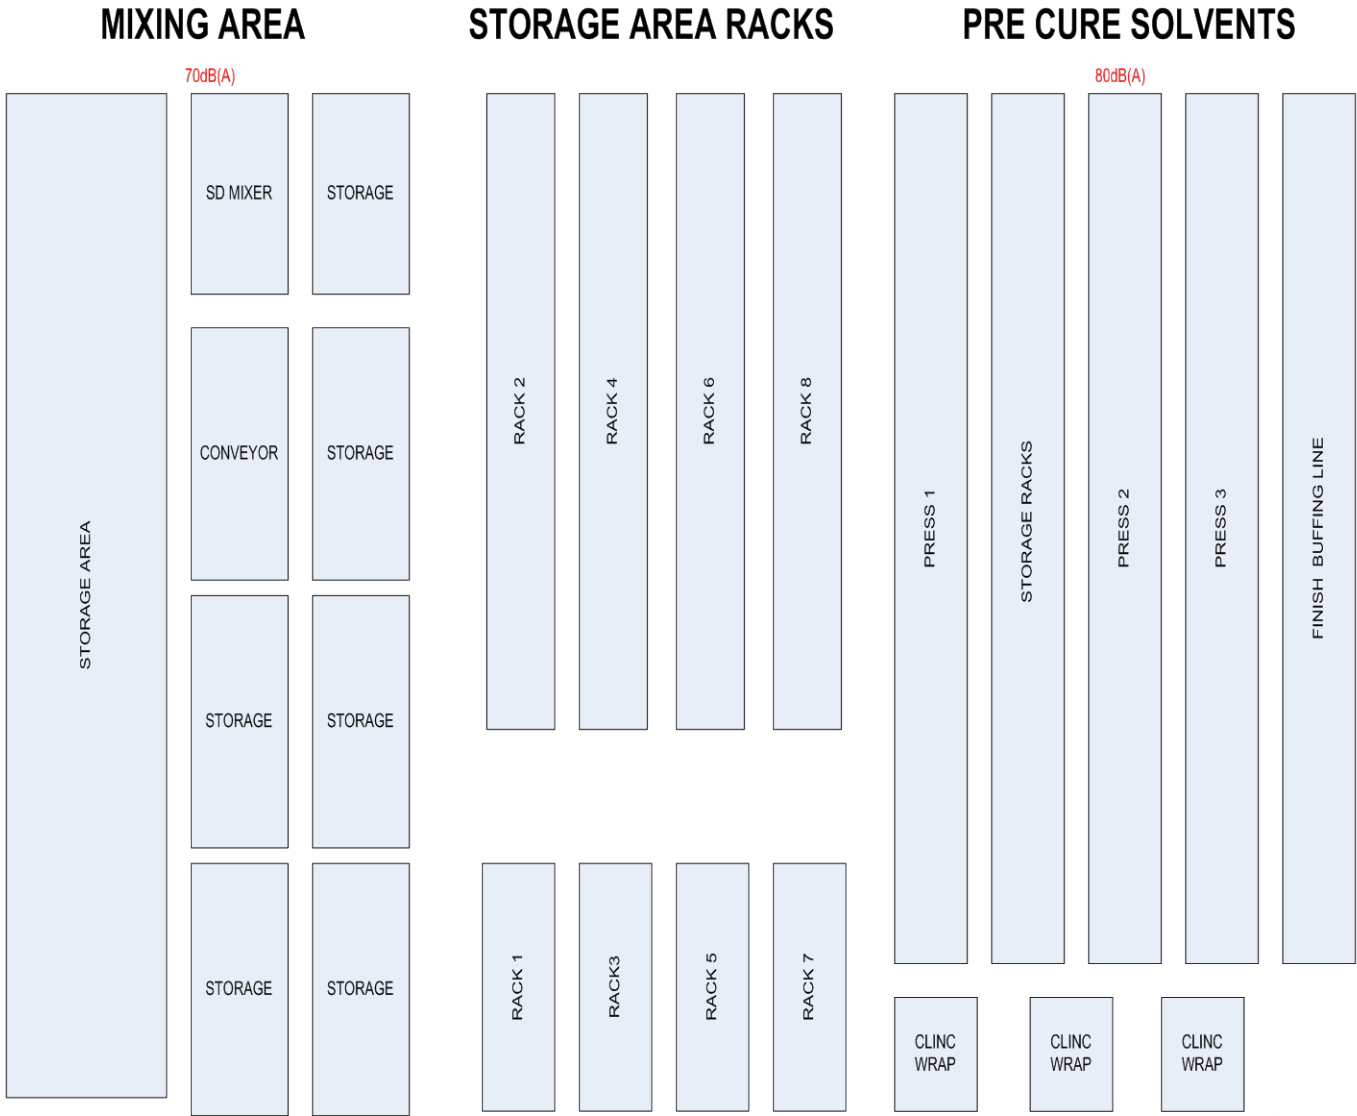 MIXING AREA
STORAGE AREA RACKS
PRE CURE SOLVENTS
70dB(A)
80dB(A)
STORAGE AREA
SD MIXER
STORAGE
CONVEYOR
STORAGE
STORAGE
STORAGE
STORAGE
STORAGE
RACK 2
RACK 4
RACK 6
RACK 8
RACK 1
RACK3
RACK 5
RACK 7
PRESS 1
STORAGE RACKS
PRESS 2
PRESS 3
FINISH BUFFING LINE
CLINC
WRAP
CLINC
WRAP
CLINC
WRAP